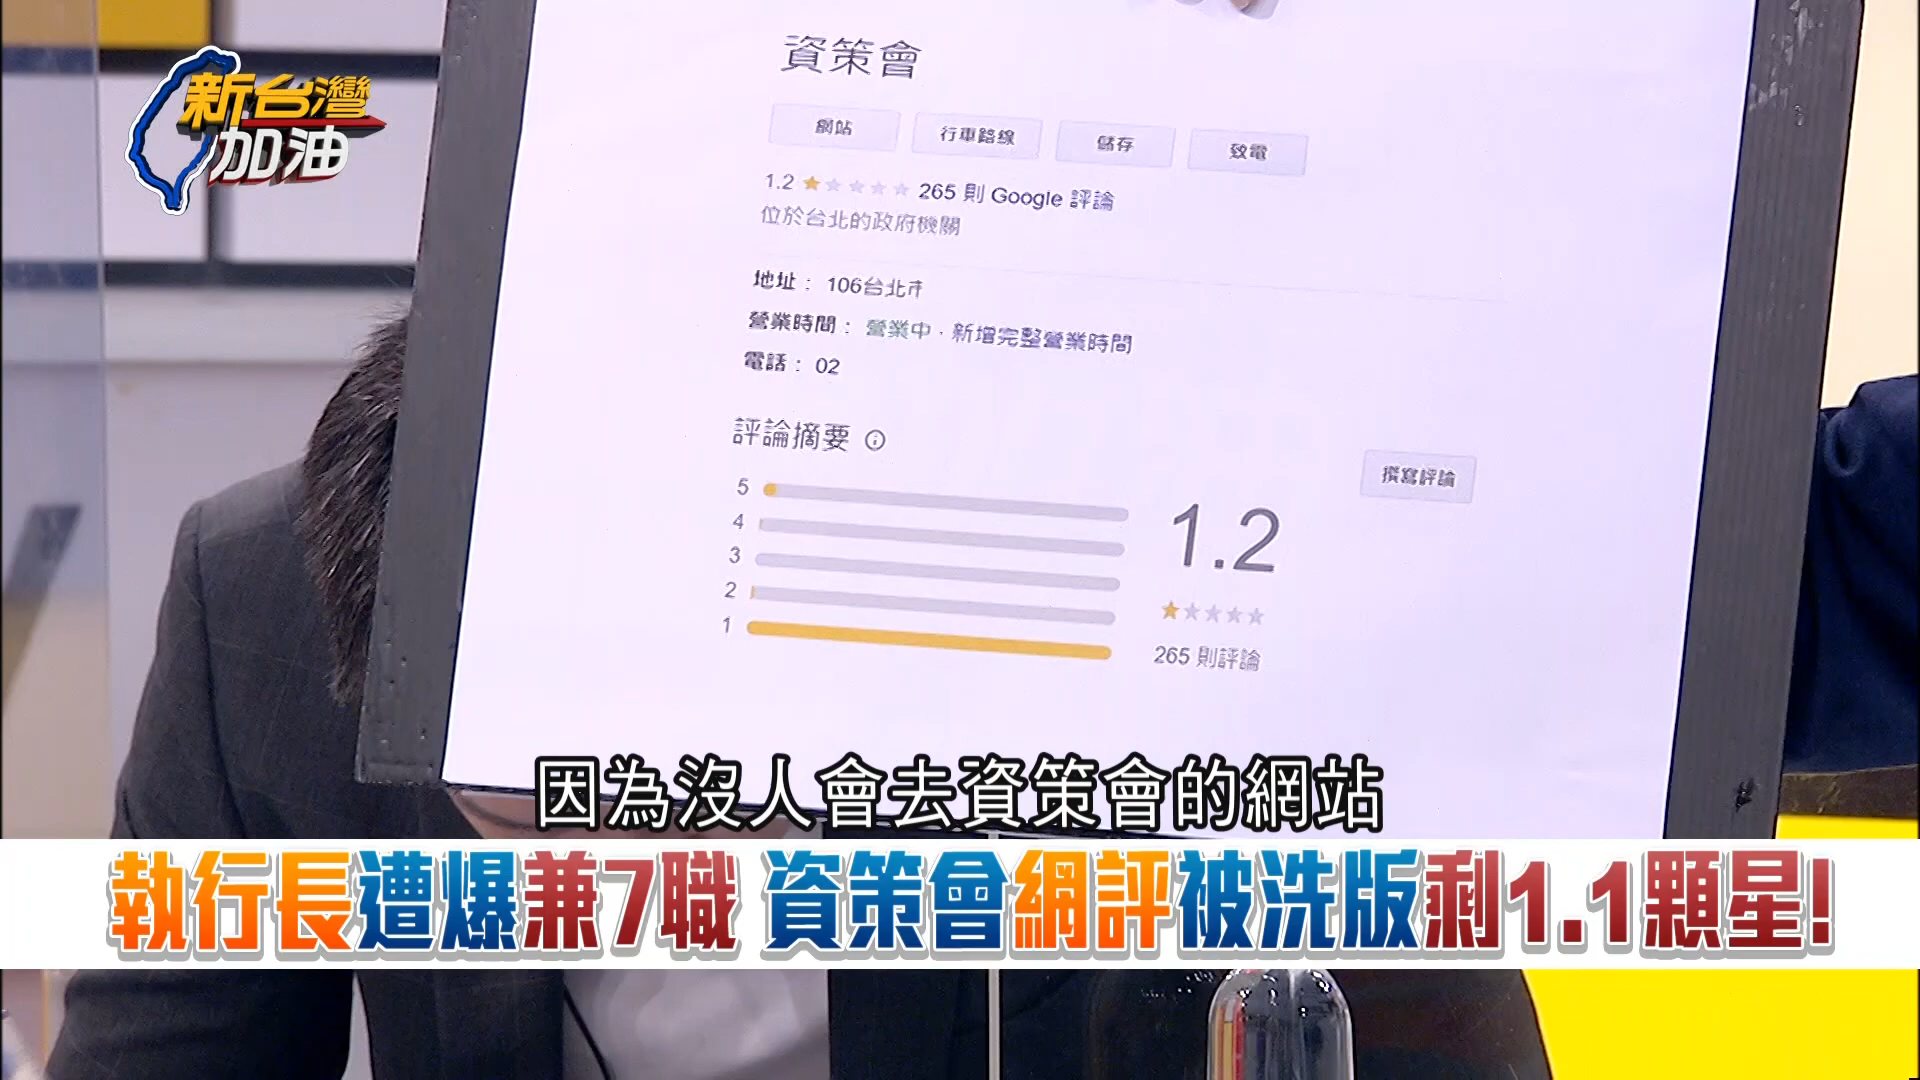 新台灣
加油
資策會
網站
行車路線
儲存
致電
1.2 265 則 Google 評論
位於台北的政府機關
地址： 106台北市
營業時間： 營業中 · 新增完整營業時間
電話： 02
評論摘要
撰寫評論
5
4
3
2
1
1.2
265 則評論
因為沒人會去資策會的網站
執行長遭爆兼7職 資策會網評被洗版剩1.1顆星!